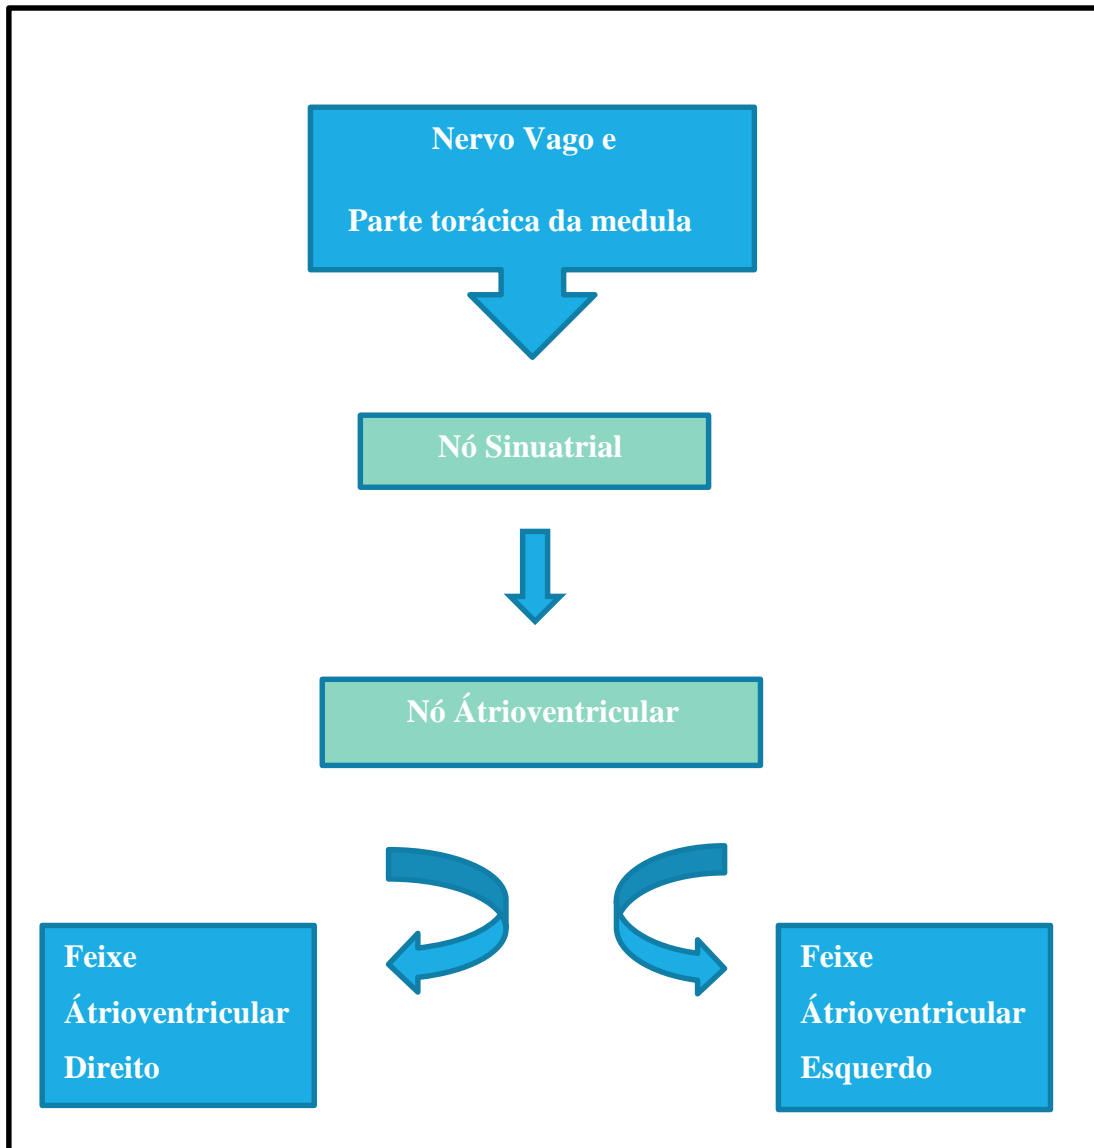 Nervo Vago e
Parte torácica da medula
Nó Sinuatrial
Nó Átrioventricular
Feixe
Átrioventricular
Direito
Feixe
Átrioventricular
Esquerdo